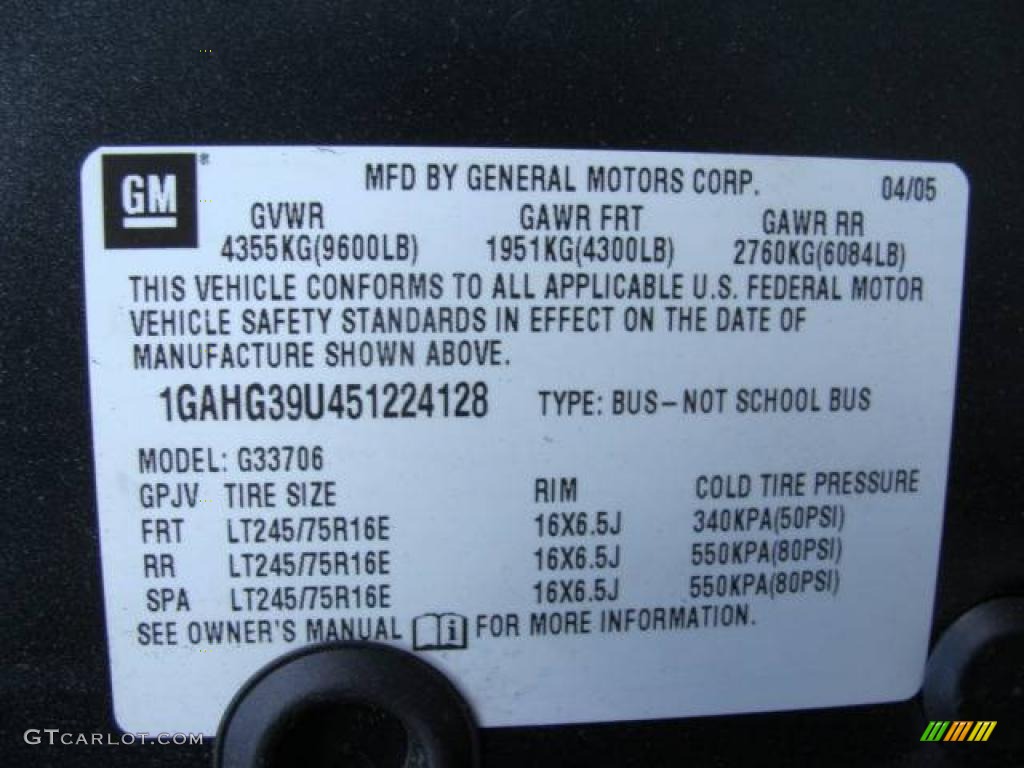 GM®
MFD BY GENERAL MOTORS CORP. 04/05
GVWR GAWR FRT GAWR RR
4355KG(9600LB) 1951KG(4300LB) 2760KG(6084LB)
THIS VEHICLE CONFORMS TO ALL APPLICABLE U.S. FEDERAL MOTOR
VEHICLE SAFETY STANDARDS IN EFFECT ON THE DATE OF
MANUFACTURE SHOWN ABOVE.
1GAHG39U451224128 TYPE: BUS-NOT SCHOOL BUS
MODEL: G33706
GPJV TIRE SIZE RIM COLD TIRE PRESSURE
FRT LT245/75R16E 16X6.5J 340KPA(50PSI)
RR LT245/75R16E 16X6.5J 550KPA(80PSI)
SPA LT245/75R16E 16X6.5J 550KPA(80PSI)
SEE OWNER'S MANUAL i FOR MORE INFORMATION.
GTCARLOT.COM